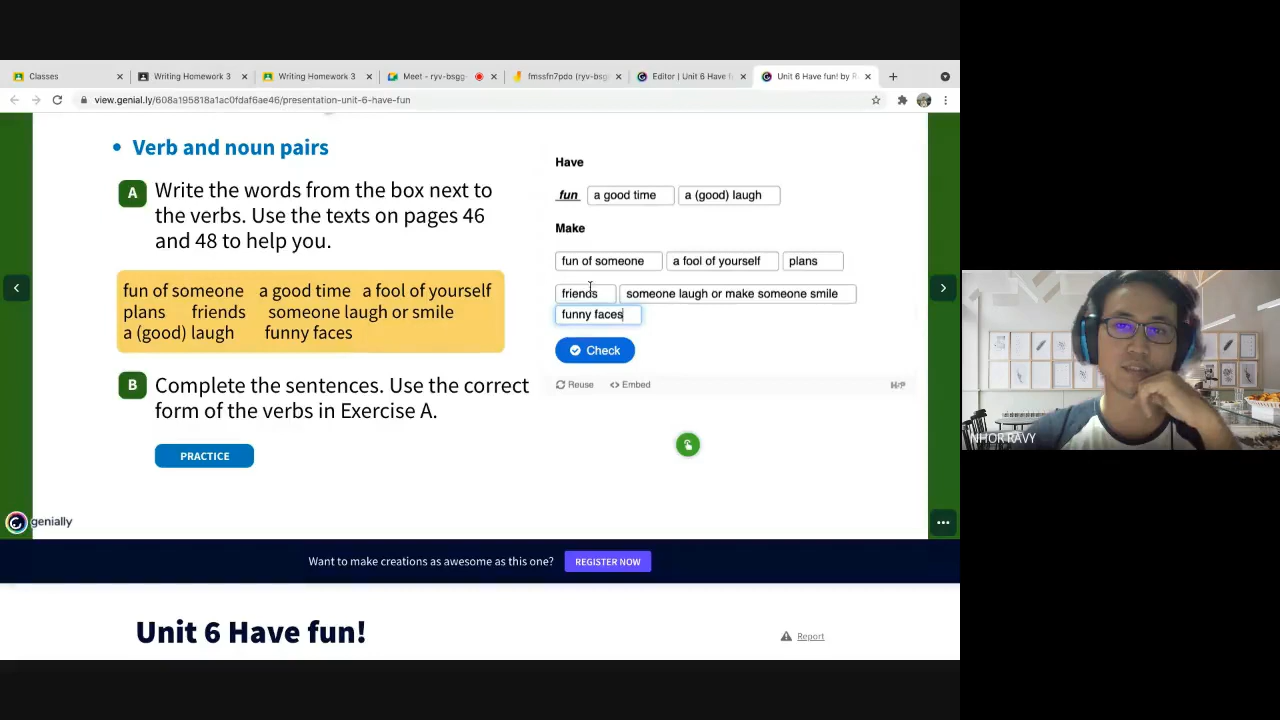 Classes
Writing Homework 3
Writing Homework 3
Meet - ryv-bsgg-
fmssfn7pdo (ryv-bsg
Editor | Unit 6 Have f
Unit 6 Have fun! by R
view.genial.ly/608a195818a1ac0fdaf6ae46/presentation-unit-6-have-fun
• Verb and noun pairs
A
Write the words from the box next to
the verbs. Use the texts on pages 46
and 48 to help you.
fun of someone a good time a fool of yourself
plans friends someone laugh or smile
a (good) laugh funny faces
B
Complete the sentences. Use the correct
form of the verbs in Exercise A.
PRACTICE
Have
fun a good time a (good) laugh
Make
fun of someone a fool of yourself plans
friends someone laugh or make someone smile
funny faces
Check
Reuse <> Embed
H5P
genially
Want to make creations as awesome as this one? REGISTER NOW
Unit 6 Have fun!
Report
NHOR RAVY